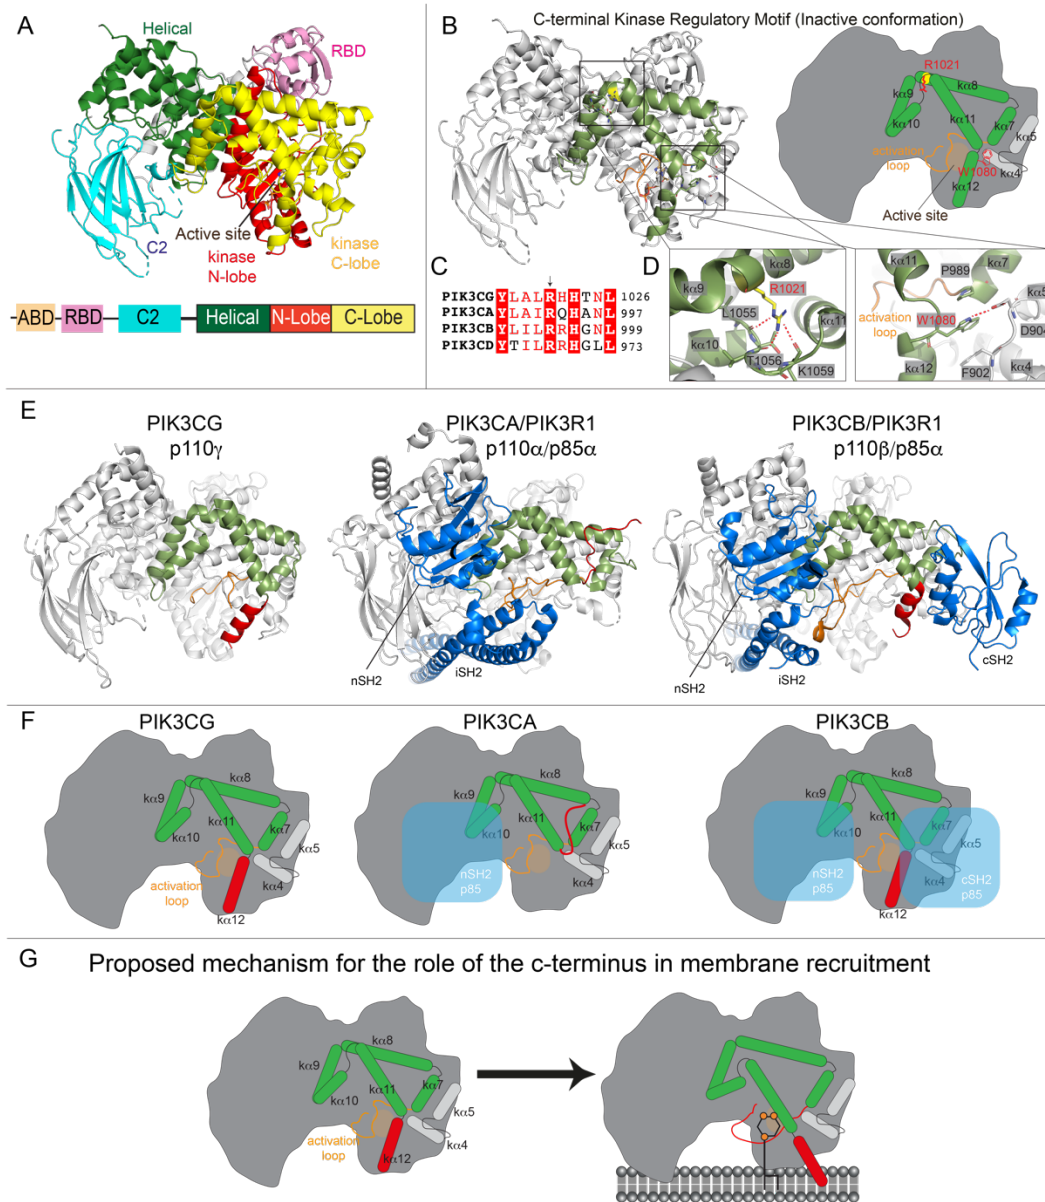 A
Helical
RBD
C2
Active site
kinase
N-lobe
kinase
C-lobe
ABD
RBD
C2
Helical
N-Lobe
C-Lobe
B
C-terminal Kinase Regulatory Motif (Inactive conformation)
R1021
kα8
kα9
kα10
kα11
kα7
kα5
activation
loop
W1080
kα4
kα12
Active site
C
PIK3CG YLALRHHTNL 1026
PIK3CA YLAIRQHANL 997
PIK3CB YLILRRHGNL 999
PIK3CD YTILRRHGLL 973
D
kα8
kα9
R1021
L1055
kα11
kα10
T1056
K1059
kα11
kα7
P989
kα5
activation
loop
W1080
D904
kα12
F902
kα4
E
PIK3CG
p110γ
PIK3CA/PIK3R1
p110α/p85α
nSH2
iSH2
PIK3CB/PIK3R1
p110β/p85α
nSH2
iSH2
cSH2
F
PIK3CG
kα8
kα9
kα11
kα10
kα7
kα5
activation
loop
kα4
kα12
PIK3CA
kα8
kα9
kα11
kα10
kα7
kα5
activation
loop
nSH2
p85
kα4
PIK3CB
kα8
kα9
kα11
kα10
kα7
kα5
activation
loop
nSH2
p85
kα4
cSH2
p85
kα12
G
Proposed mechanism for the role of the c-terminus in membrane recruitment
kα8
kα9
kα11
kα10
kα7
kα5
activation
loop
kα4
kα12